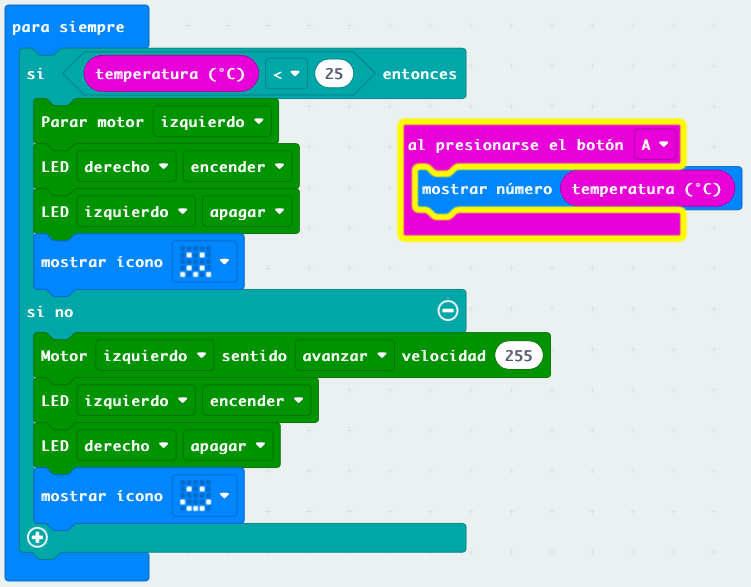 para siempre
si temperatura (°C) < 25 entonces
Parar motor izquierdo
LED derecho encender
LED izquierdo apagar
mostrar ícono
si no
Motor izquierdo sentido avanzar velocidad 255
LED izquierdo encender
LED derecho apagar
mostrar ícono
al presionarse el botón A
mostrar número temperatura (°C)